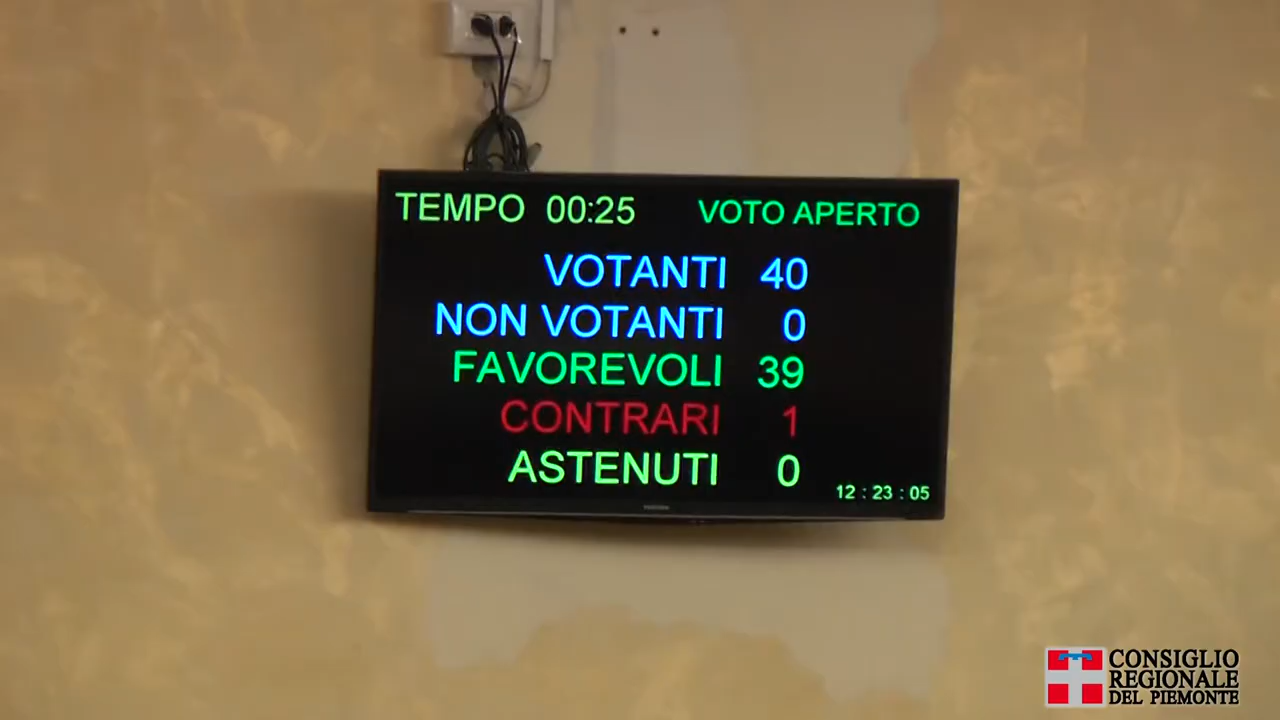 TEMPO 00:25 VOTO APERTO
VOTANTI 40
NON VOTANTI 0
FAVOREVOLI 39
CONTRARI 1
ASTENUTI 0
12 : 23 : 05
CONSIGLIO
REGIONALE
DEL PIEMONTE